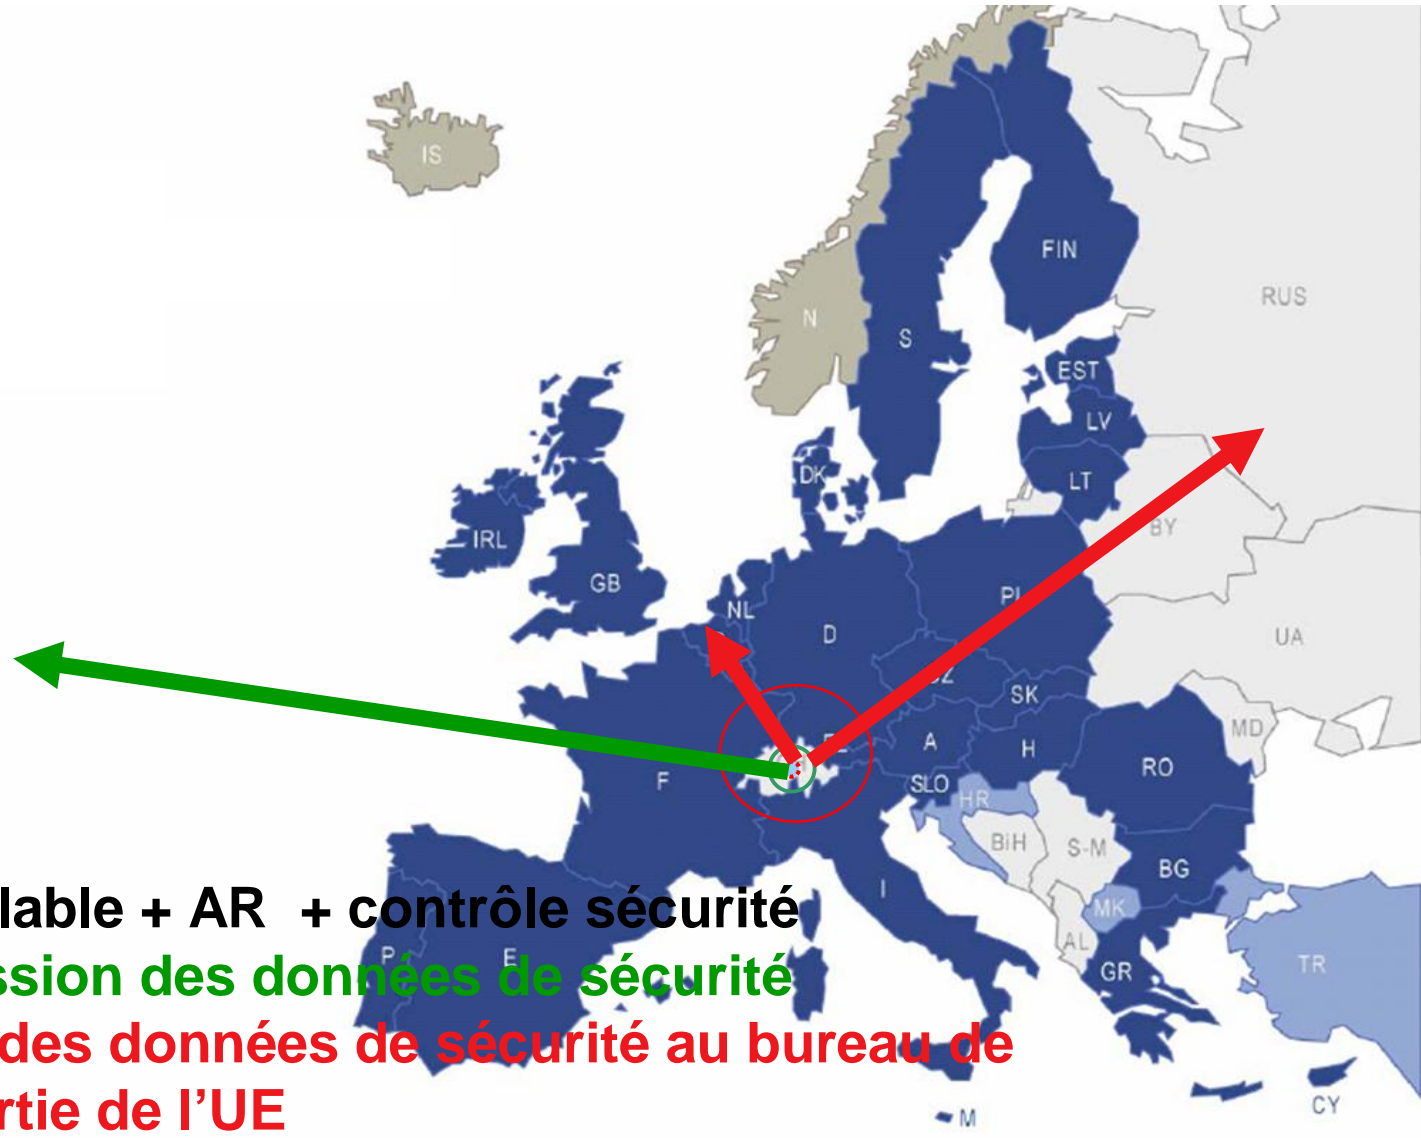 IS
FIN
RUS
N
S
EST
LV
LT
DK
BY
IRL
GB
NL
D
UA
SK
MD
A
H
RO
F
SLO
HR
BiH
S-M
BG
I
MK
AL
P
E
GR
TR
CY
M
lable + AR + contrôle sécurité
ssion des données de sécurité
des données de sécurité au bureau de
rtie de l’UE